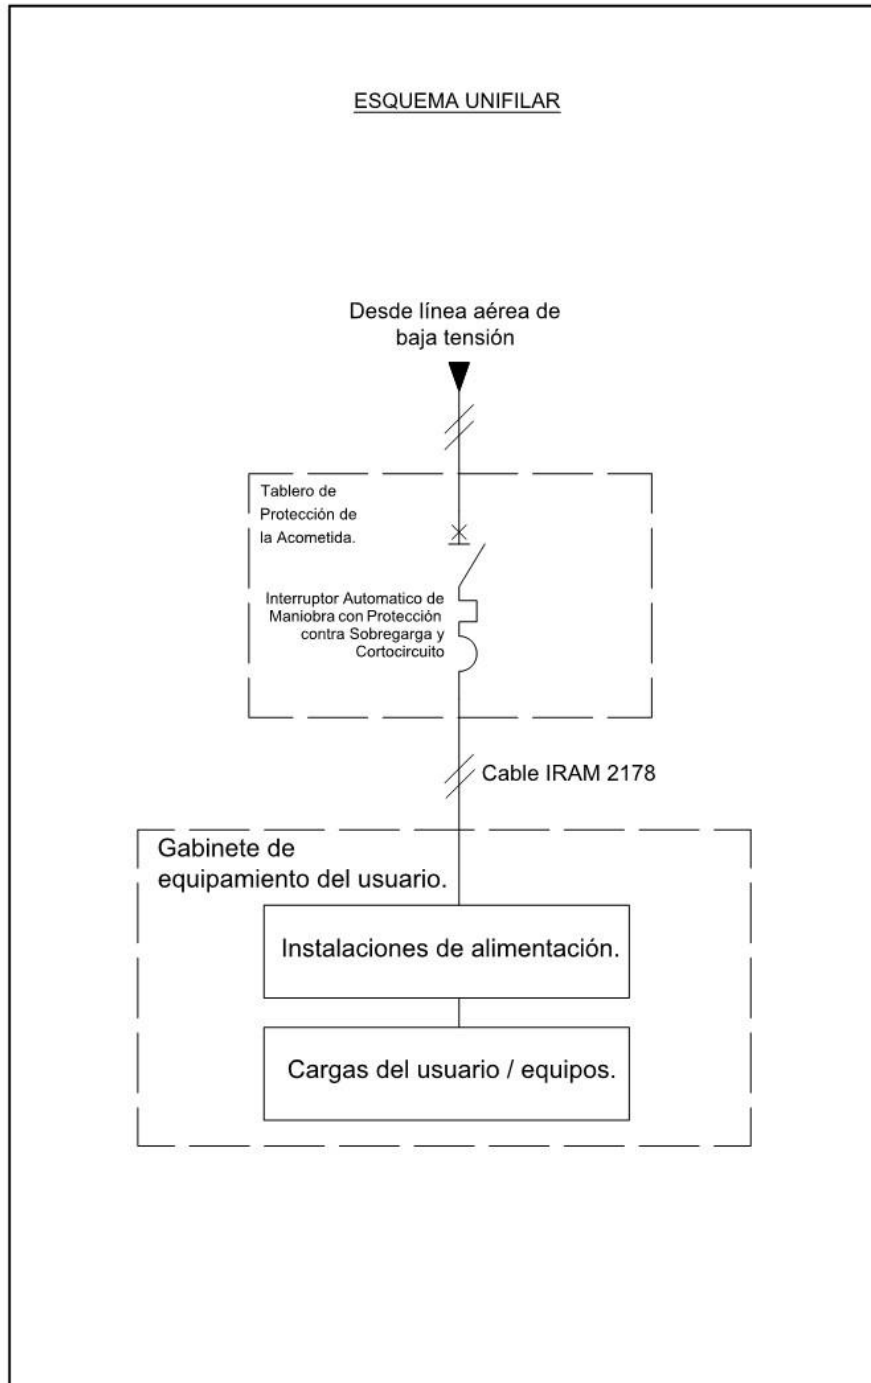 ESQUEMA UNIFILAR
Desde línea aérea de
baja tensión
Tablero de
Protección de
la Acometida.
Interruptor Automatico de
Maniobra con Protección
contra Sobregarga y
Cortocircuito
Cable IRAM 2178
Gabinete de
equipamiento del usuario.
Instalaciones de alimentación.
Cargas del usuario / equipos.